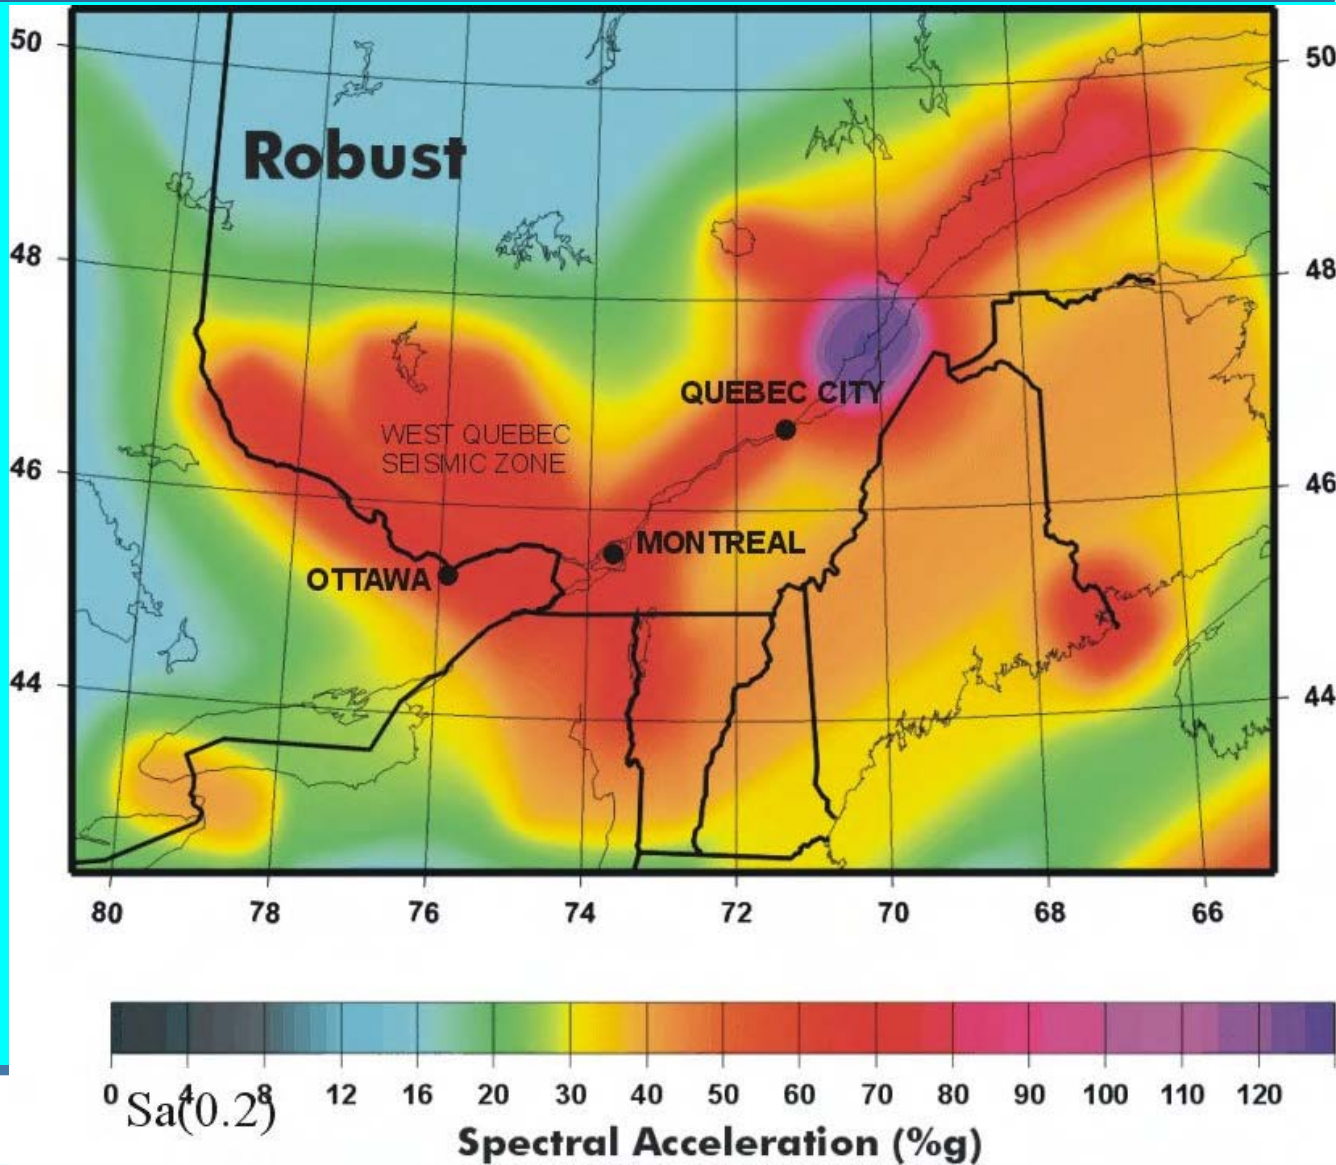 50
50
Robust
48
48
QUEBEC CITY
WEST QUEBEC
SEISMIC ZONE
46
46
MONTREAL
OTTAWA
44
44
80 78 76 74 72 70 68 66
0 4 8 12 16 20 30 40 50 60 70 80 90 100 110 120
Sa(0.2)
Spectral Acceleration (%g)